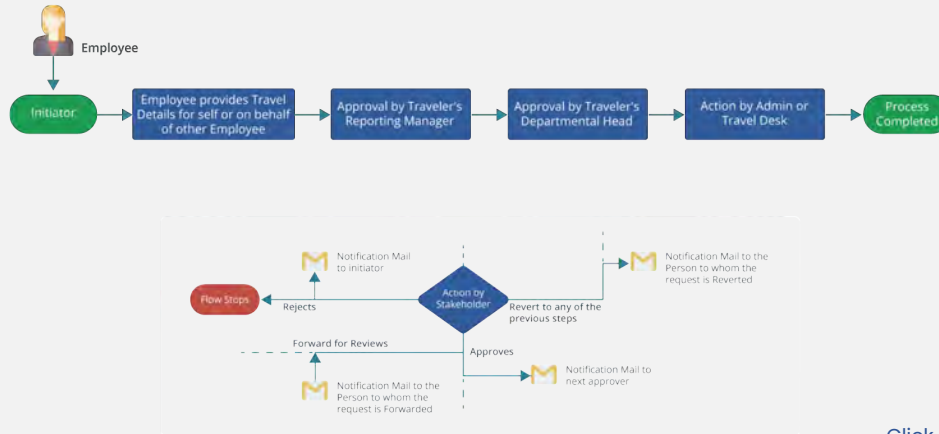 Employee
Initiator
Employee provides Travel
Details for self or on behalf
of other Employee
Approval by Traveler's
Reporting Manager
Approval by Traveler's
Departmental Head
Action by Admin or
Travel Desk
Process
Completed
Notification Mail
to initiator
Notification Mail to the
Person to whom the
request is Reverted
Flow Stops
Rejects
Action by
Stakeholder
Revert to any of the
previous steps
Forward for Reviews
Approves
Notification Mail to the
Person to whom the
request is Forwarded
Notification Mail to
next approver
Click